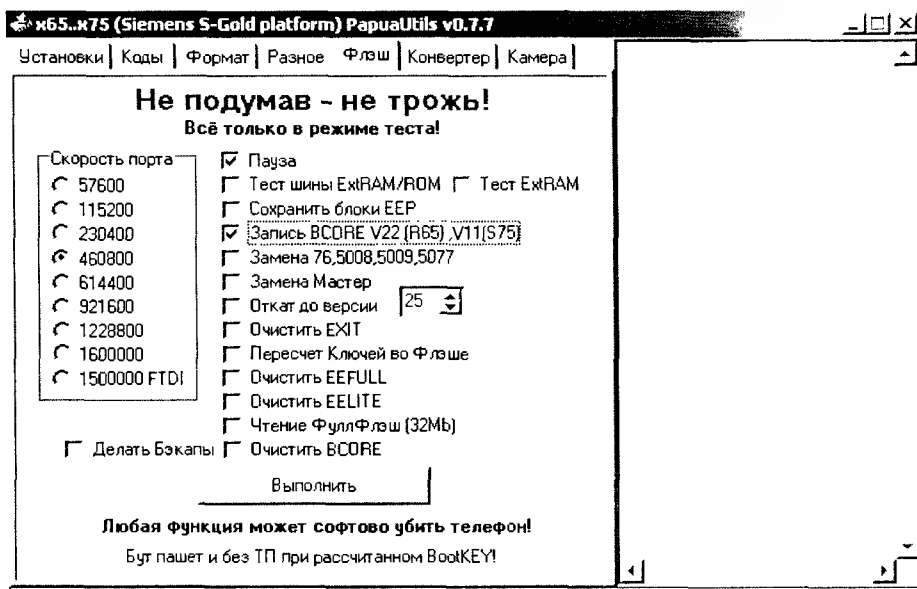 x65..x75 (Siemens S-Gold platform) PapuaUtils v0.7.7
Установки Коды Формат Разное Флэш Конвертер Камера
Не подумав - не трожь!
Всё только в режиме теста!
Скорость порта
57600
115200
230400
460800
614400
921600
1228800
1600000
1500000 FTDI
Пауза
Тест шины ExtRAM/ROM Тест ExtRAM
Сохранить блоки EEP
Запись BCORE V22 (R65) ,V11(S75)
Замена 76,5008,5009,5077
Замена Мастер
Откат до версии 25
Очистить EXIT
Пересчет Ключей во Флэше
Очистить EEFULL
Очистить EELITE
Чтение ФуллФлэш (32Mb)
Делать Бэкапы Очистить BCORE
Выполнить
Любая функция может софтово убить телефон!
Бут пашет и без ТП при рассчитанном BootKEY!